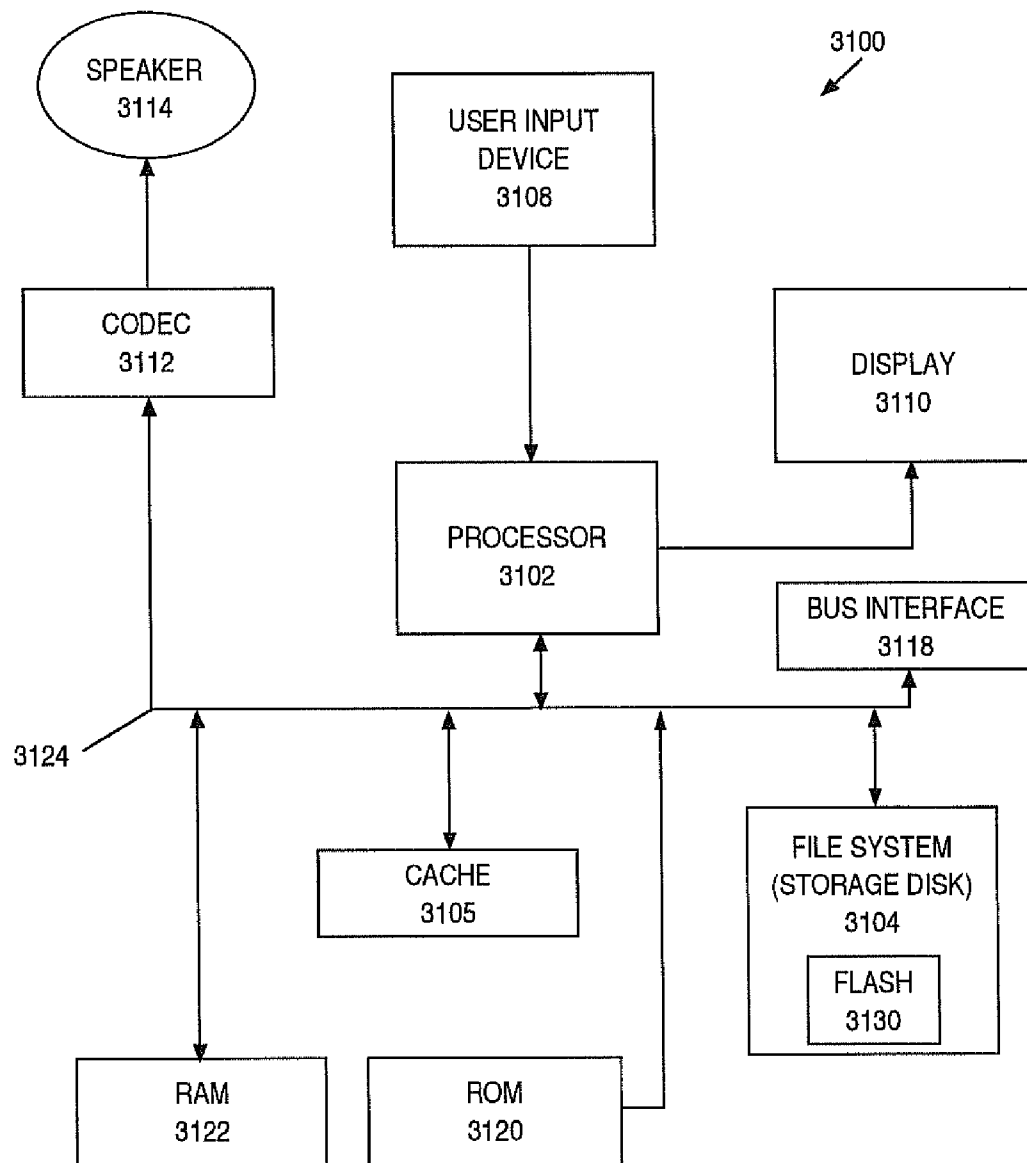 3100
SPEAKER
3114
USER INPUT
DEVICE
3108
CODEC
3112
DISPLAY
3110
PROCESSOR
3102
BUS INTERFACE
3118
3124
CACHE
3105
FILE SYSTEM
(STORAGE DISK)
3104
FLASH
3130
RAM
3122
ROM
3120